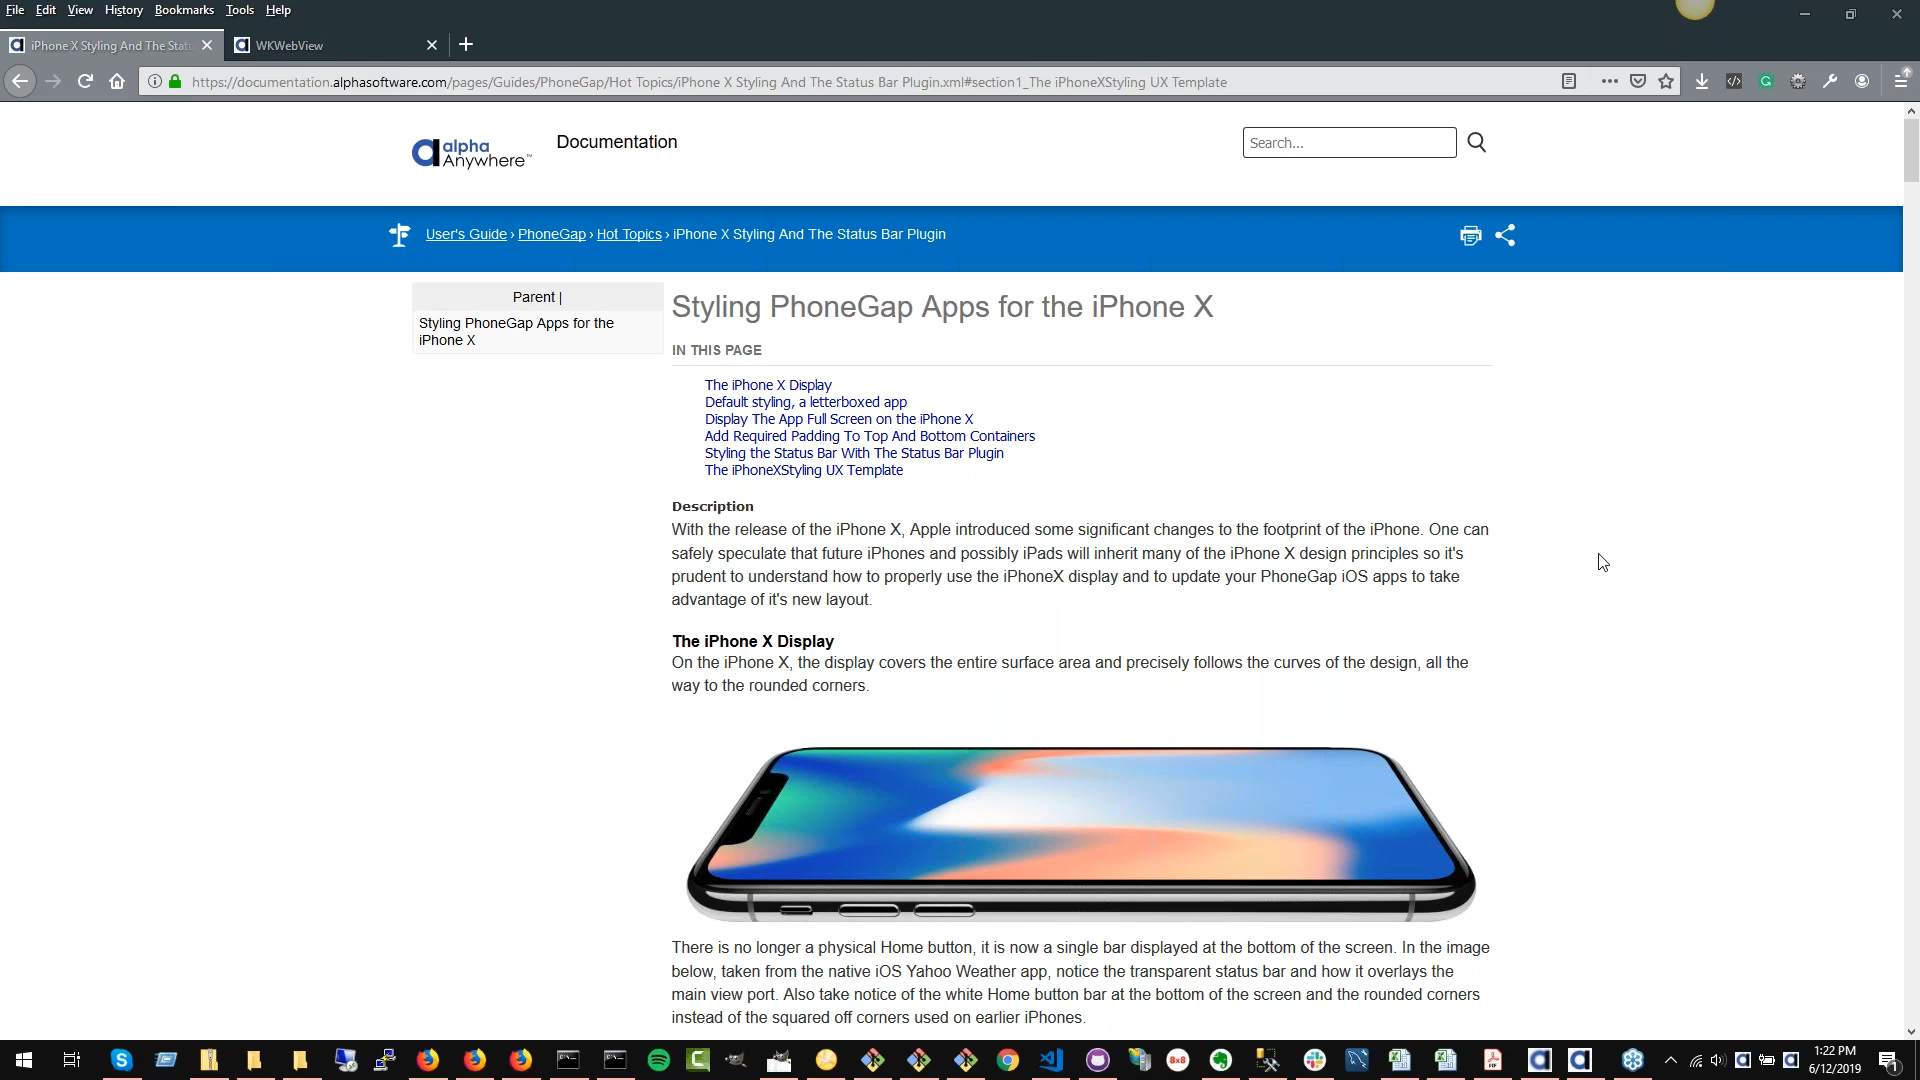 File Edit View History Bookmarks Tools Help
iPhone X Styling And The Stat
WKWebView
https://documentation.alphasoftware.com/pages/Guides/PhoneGap/Hot Topics/iPhone X Styling And The Status Bar Plugin.xml#section1_The iPhoneXStyling UX Template
alpha
Anywhere™
Documentation
Search...
User's Guide › PhoneGap › Hot Topics › iPhone X Styling And The Status Bar Plugin
Parent |
Styling PhoneGap Apps for the
iPhone X
Styling PhoneGap Apps for the iPhone X
IN THIS PAGE
The iPhone X Display
Default styling, a letterboxed app
Display The App Full Screen on the iPhone X
Add Required Padding To Top And Bottom Containers
Styling the Status Bar With The Status Bar Plugin
The iPhoneXStyling UX Template
Description
With the release of the iPhone X, Apple introduced some significant changes to the footprint of the iPhone. One can
safely speculate that future iPhones and possibly iPads will inherit many of the iPhone X design principles so it's
prudent to understand how to properly use the iPhoneX display and to update your PhoneGap iOS apps to take
advantage of it's new layout.
The iPhone X Display
On the iPhone X, the display covers the entire surface area and precisely follows the curves of the design, all the
way to the rounded corners.
There is no longer a physical Home button, it is now a single bar displayed at the bottom of the screen. In the image
below, taken from the native iOS Yahoo Weather app, notice the transparent status bar and how it overlays the
main view port. Also take notice of the white Home button bar at the bottom of the screen and the rounded corners
instead of the squared off corners used on earlier iPhones.
8x8
1:22 PM
6/12/2019
1